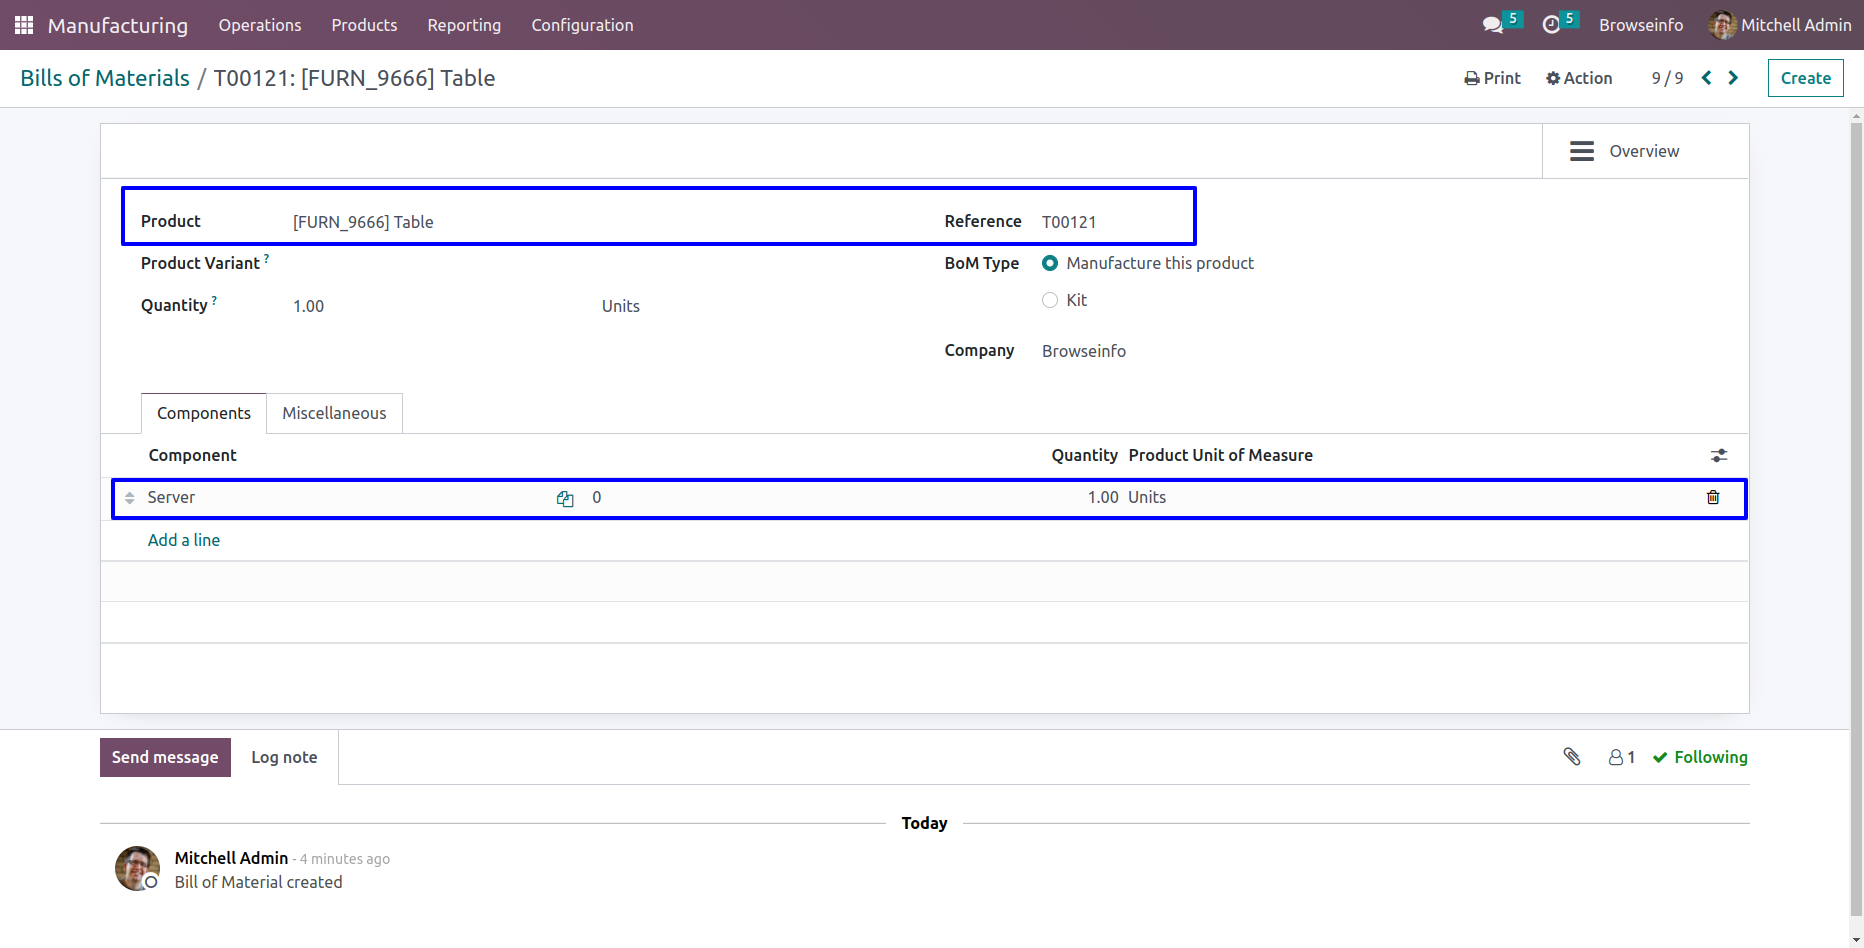 Manufacturing Operations Products Reporting Configuration 5 5 Browseinfo Mitchell Admin
Bills of Materials / T00121: [FURN_9666] Table Print Action 9 / 9 Create
Overview
Product [FURN_9666] Table Reference T00121
Product Variant ? BoM Type Manufacture this product
Quantity ? 1.00 Units Kit
Company Browseinfo
Components Miscellaneous
Component Quantity Product Unit of Measure
Server 0 1.00 Units
Add a line
Send message Log note 1 Following
Today
Mitchell Admin - 4 minutes ago
Bill of Material created